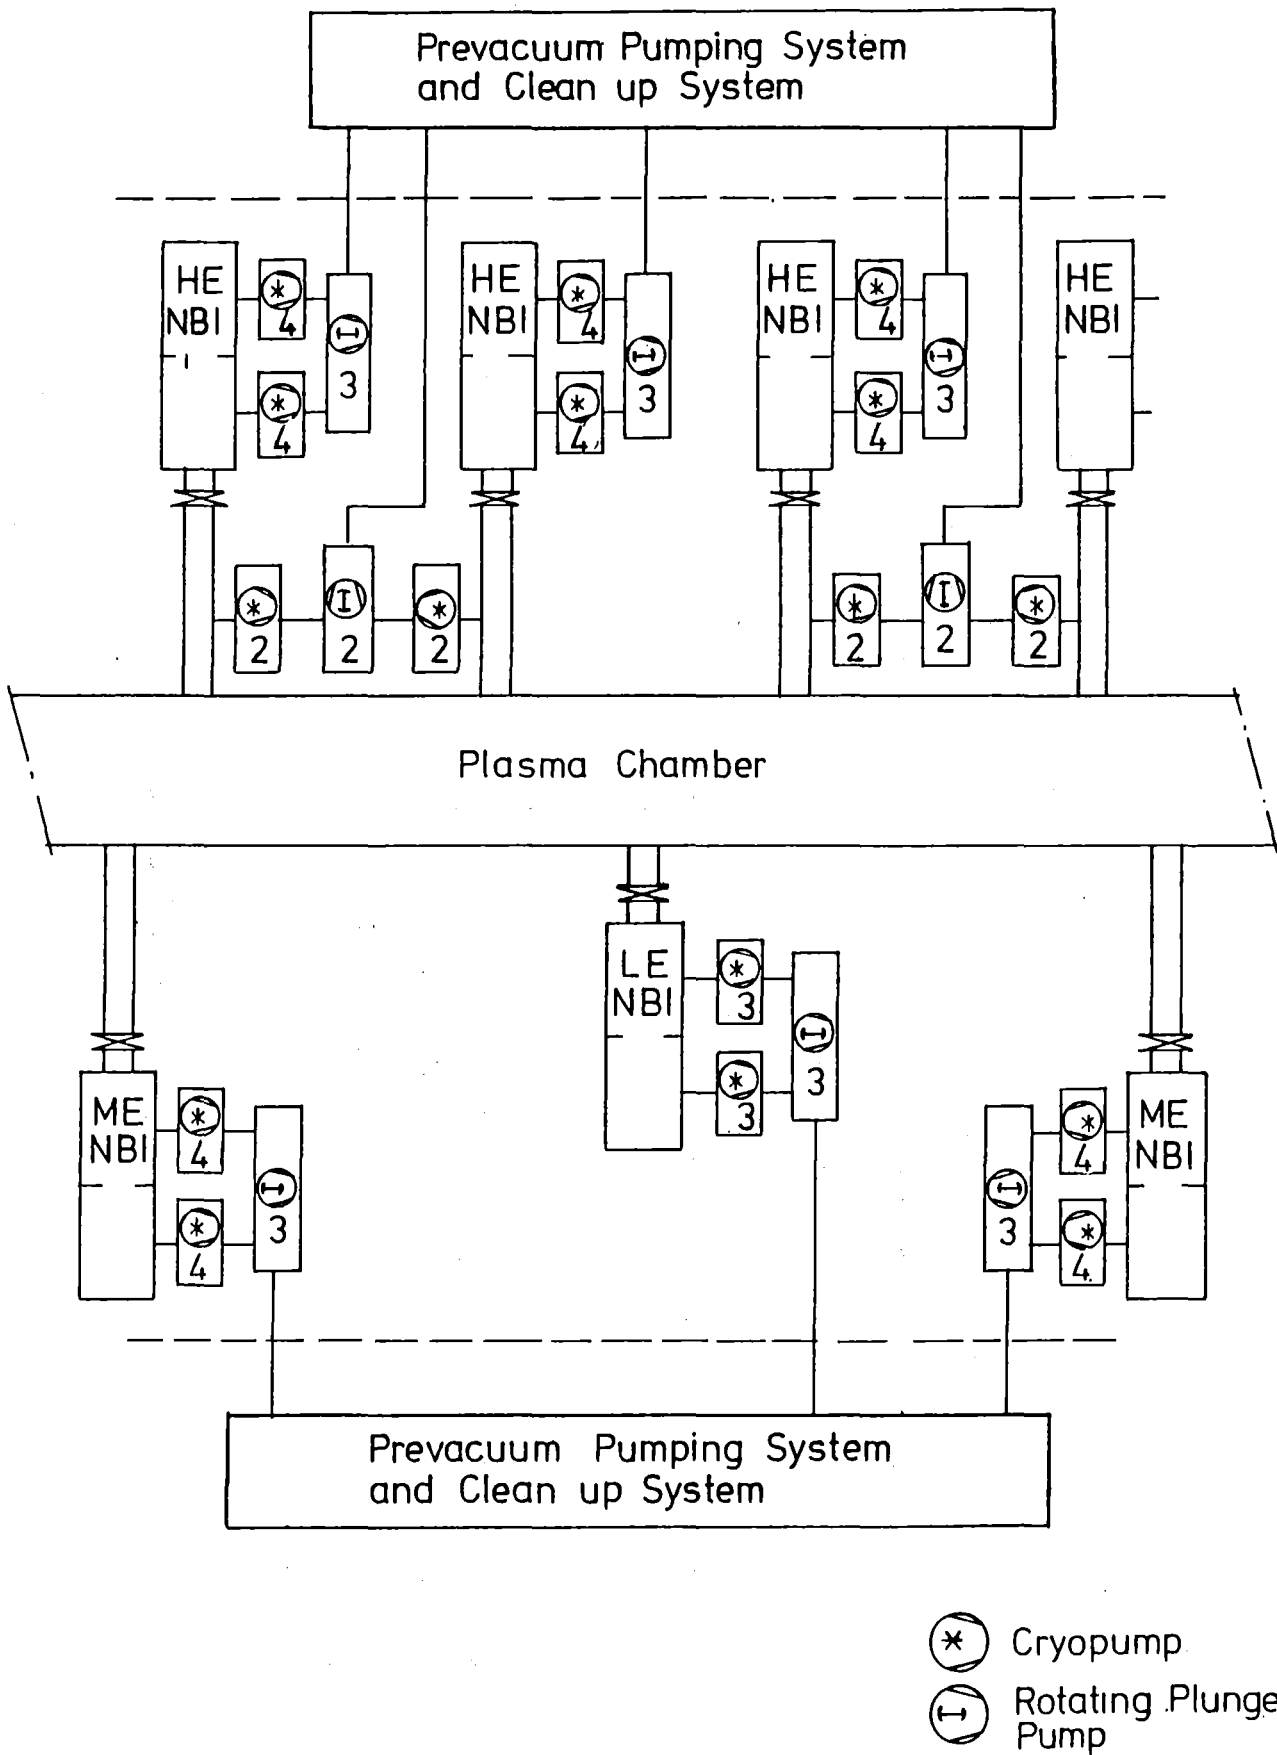 Prevacuum Pumping System
and Clean up System
HE
NBI
4
4
3
HE
NBI
4
4
3
HE
NBI
4
4
3
HE
NBI
2
2
2
2
2
2
Plasma Chamber
LE
NBI
3
3
3
ME
NBI
4
4
3
3
4
4
ME
NBI
Prevacuum Pumping System
and Clean up System
Cryopump
Rotating Plunge
Pump